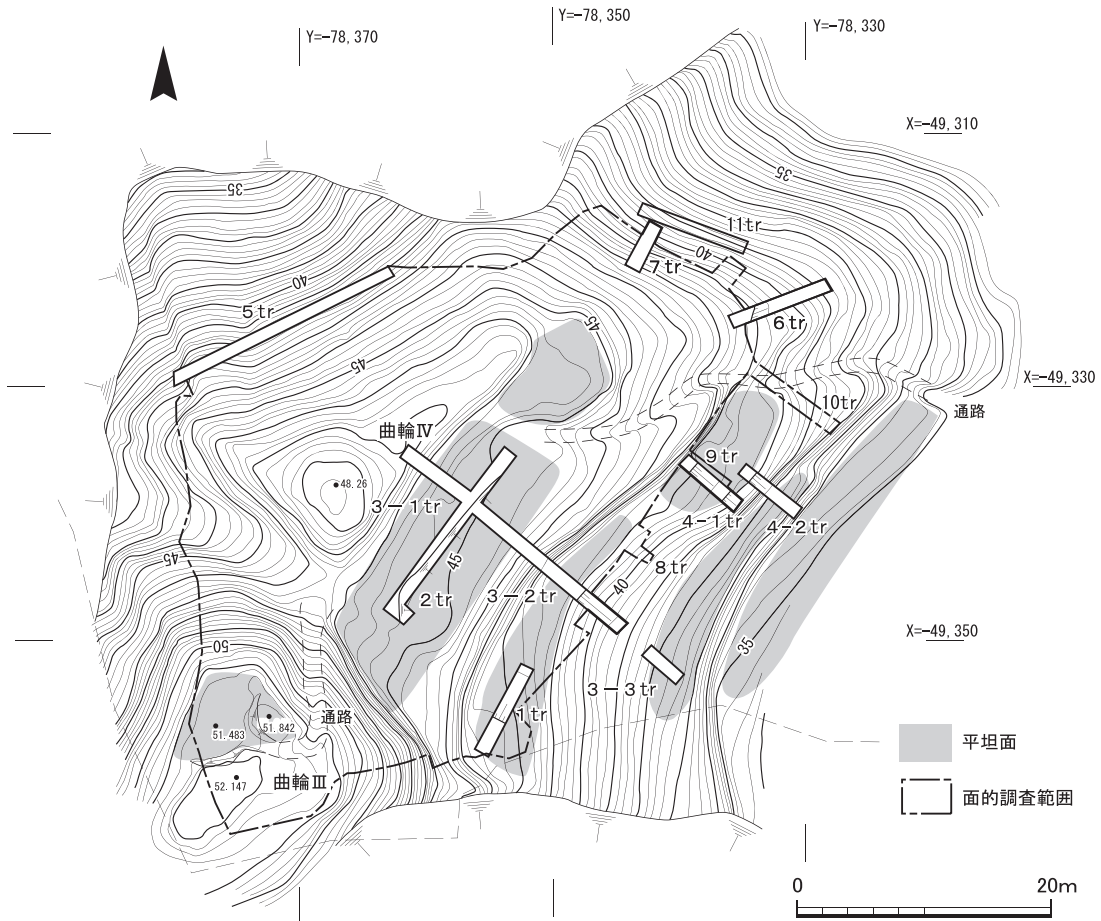 Y=-78,370
Y=-78,350
Y=-78,330
X=-49,310
35
35
11tr
40
7tr
40
5tr
6tr
45
45
X=-49,330
10tr
通路
曲輪Ⅳ
9tr
48.26
3-1tr
4-1tr
4-2tr
45
45
8tr
40
2tr
3-2tr
X=-49,350
50
35
3-3tr
通路
1tr
51.483
51.842
平坦面
曲輪Ⅲ
52.147
面的調査範囲
0
20m